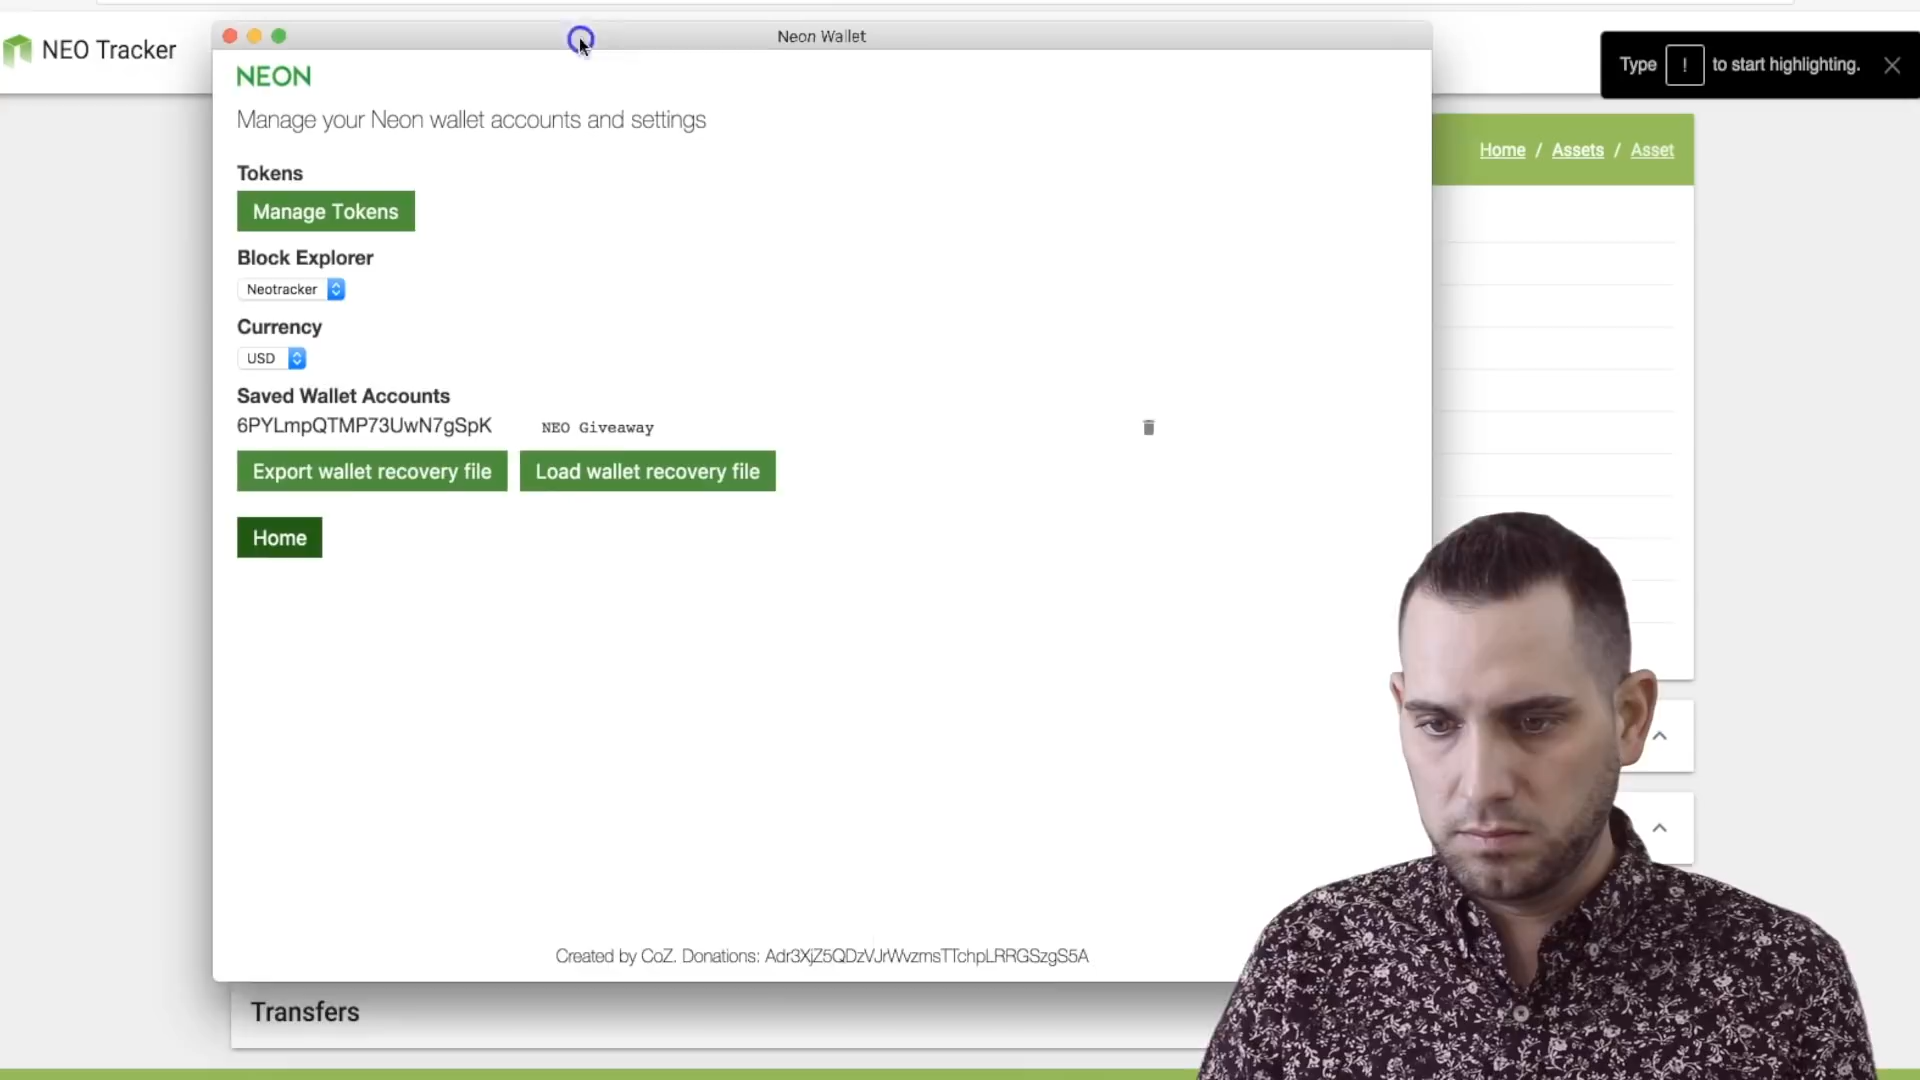 Neon Wallet
NEO Tracker
Type ! to start highlighting.
NEON
Manage your Neon wallet accounts and settings
Home / Assets / Asset
Tokens
Manage Tokens
Block Explorer
Neotracker
Currency
USD
Saved Wallet Accounts
6PYLmpQTMP73UwN7gSpK NEO Giveaway
Export wallet recovery file Load wallet recovery file
Home
Created by CoZ. Donations: Adr3XjZ5QDzVJrWvzmsTTchpLRRGSzgS5A
Transfers